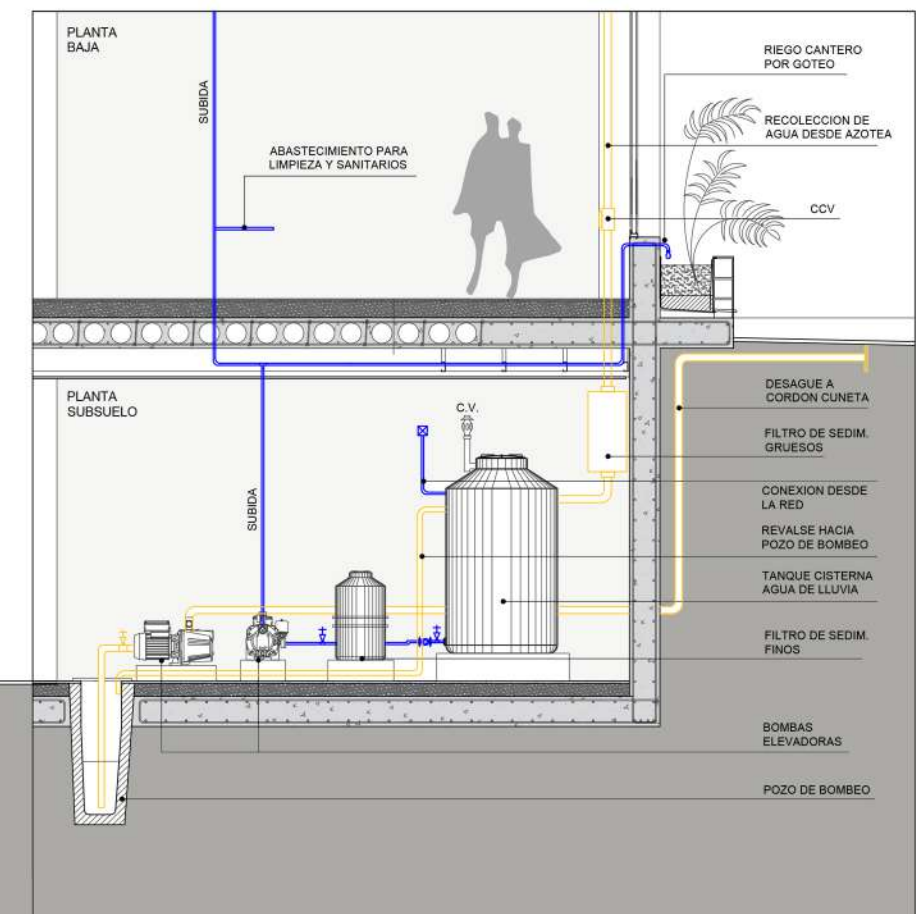 PLANTA
BAJA
SUBIDA
ABASTECIMIENTO PARA
LIMPIEZA Y SANITARIOS
RIEGO CANTERO
POR GOTEO
RECOLECCION DE
AGUA DESDE AZOTEA
CCV
PLANTA
SUBSUELO
SUBIDA
C.V.
DESAGUE A
CORDON CUNETA
FILTRO DE SEDIM.
GRUESOS
CONEXION DESDE
LA RED
REVALSE HACIA
POZO DE BOMBEO
TANQUE CISTERNA
AGUA DE LLUVIA
FILTRO DE SEDIM.
FINOS
BOMBAS
ELEVADORAS
POZO DE BOMBEO